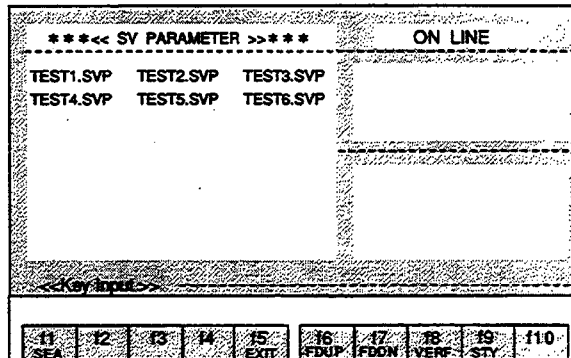 ***<< SV PARAMETER >>***
ON LINE
TEST1.SVP TEST2.SVP TEST3.SVP
TEST4.SVP TEST5.SVP TEST6.SVP
<<Key Input>>
f1 f2 f3 f4 f5 f6 f7 f8 f9 f10
SEA EXIT FDUP FDDN VERF STY